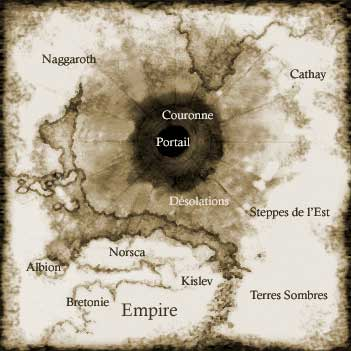 Naggaroth
Cathay
Couronne
Portail
Désolations
Steppes de l'Est
Norsca
Albion
Kislev
Terres Sombres
Bretonie
Empire